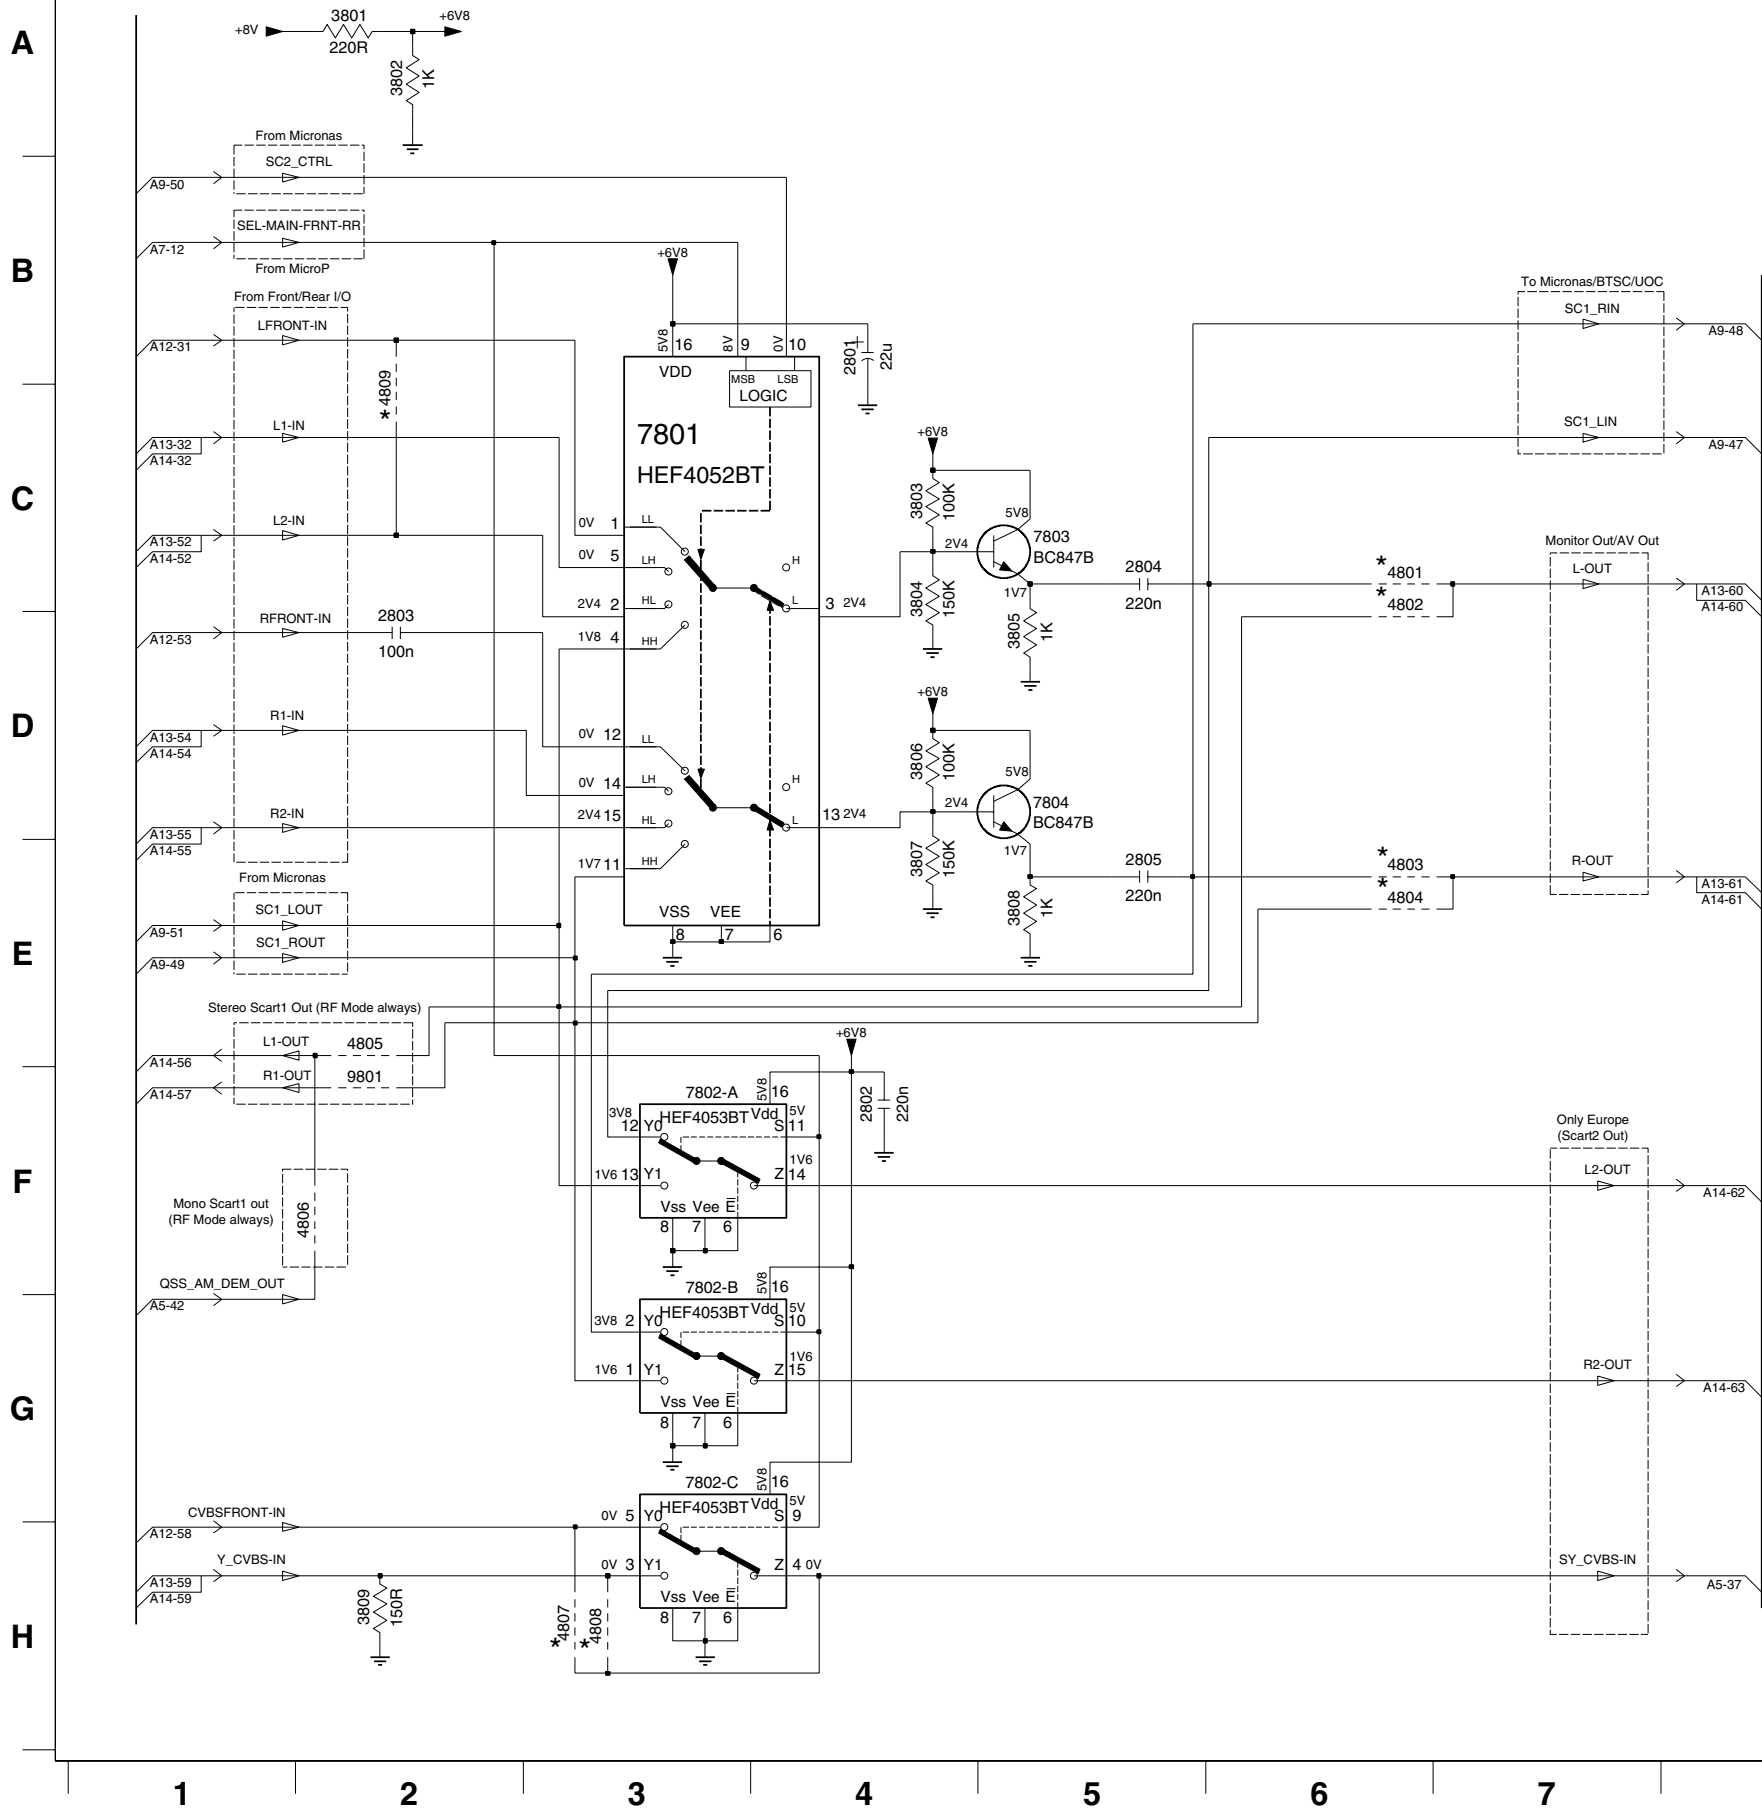 A
3801
+8V
+6V8
220R
3802
1K
From Micronas
SC2_CTRL
A9-50
SEL-MAIN-FRNT-RR
A7-12
From MicroP
B
+6V8
To Micronas/BTSC/UOC
From Front/Rear I/O
LFRONT-IN
SC1_RIN
A12-31
A9-48
5V8
16
8V
9
0V
10
2801
+
22u
VDD
MSB
LSB
LOGIC
*4809
L1-IN
A13-32
A14-32
7801
HEF4052BT
+6V8
SC1_LIN
A9-47
C
3803
100K
5V8
7803
BC847B
2V4
1V7
L2-IN
A13-52
A14-52
0V 1 LL
0V 5 LH
H
2V4 2 HL
L
3 2V4
1V8 4 HH
3804
150K
3805
1K
2804
220n
*
4801
*
4802
Monitor Out/AV Out
L-OUT
A13-60
A14-60
RFRONT-IN
A12-53
2803
100n
D
+6V8
R1-IN
A13-54
A14-54
0V 12 LL
0V 14 LH
H
2V4 15 HL
L
13 2V4
1V7 11 HH
3806
100K
5V8
7804
BC847B
2V4
1V7
R2-IN
A13-55
A14-55
3807
150K
3808
1K
2805
220n
*
4803
*
4804
R-OUT
A13-61
A14-61
From Micronas
SC1_LOUT
A9-51
VSS
VEE
8
7
6
SC1_ROUT
A9-49
E
Stereo Scart1 Out (RF Mode always)
L1-OUT
4805
A14-56
R1-OUT
9801
A14-57
+6V8
2802
220n
7802-A
5V8
16
HEF4053BT
Vdd
3V8
12 Y0
5V
S 11
1V6 13 Y1
1V6
Z 14
Vss Vee E
8
7
6
F
Only Europe
(Scart2 Out)
L2-OUT
A14-62
Mono Scart1 out
(RF Mode always)
4806
QSS_AM_DEM_OUT
A5-42
7802-B
5V8
16
HEF4053BT
Vdd
3V8 2 Y0
5V
S 10
1V6 1 Y1
1V6
Z 15
Vss Vee E
8
7
6
R2-OUT
A14-63
G
7802-C
5V8
16
HEF4053BT
Vdd
CVBSFRONT-IN
A12-58
0V 5 Y0
5V
S 9
Y_CVBS-IN
A13-59
A14-59
0V 3 Y1
Z 4 0V
Vss Vee E
8
7
6
SY_CVBS-IN
A5-37
3809
150R
*4807
*4808
H
1
2
3
4
5
6
7